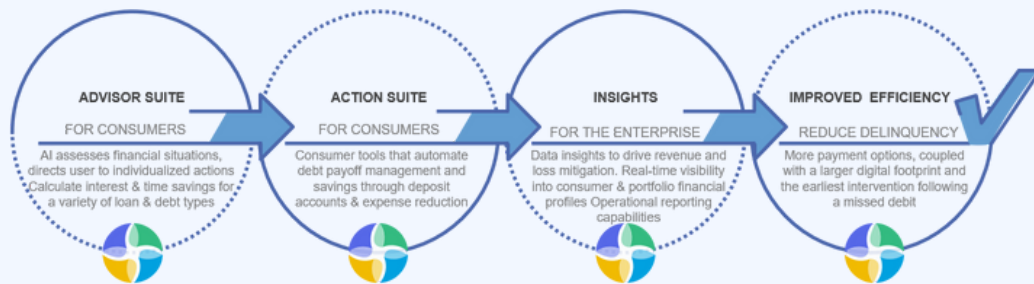 ADVISOR SUITE
FOR CONSUMERS
AI assesses financial situations,
directs user to individualized actions
Calculate interest & time savings for
a variety of loan & debt types
ACTION SUITE
FOR CONSUMERS
Consumer tools that automate
debt payoff management and
savings through deposit
accounts & expense reduction
INSIGHTS
FOR THE ENTERPRISE
Data insights to drive revenue and
loss mitigation. Real-time visibility
into consumer & portfolio financial
profiles Operational reporting
capabilities
IMPROVED EFFICIENCY
REDUCE DELINQUENCY
More payment options, coupled
with a larger digital footprint and
the earliest intervention following
a missed debit